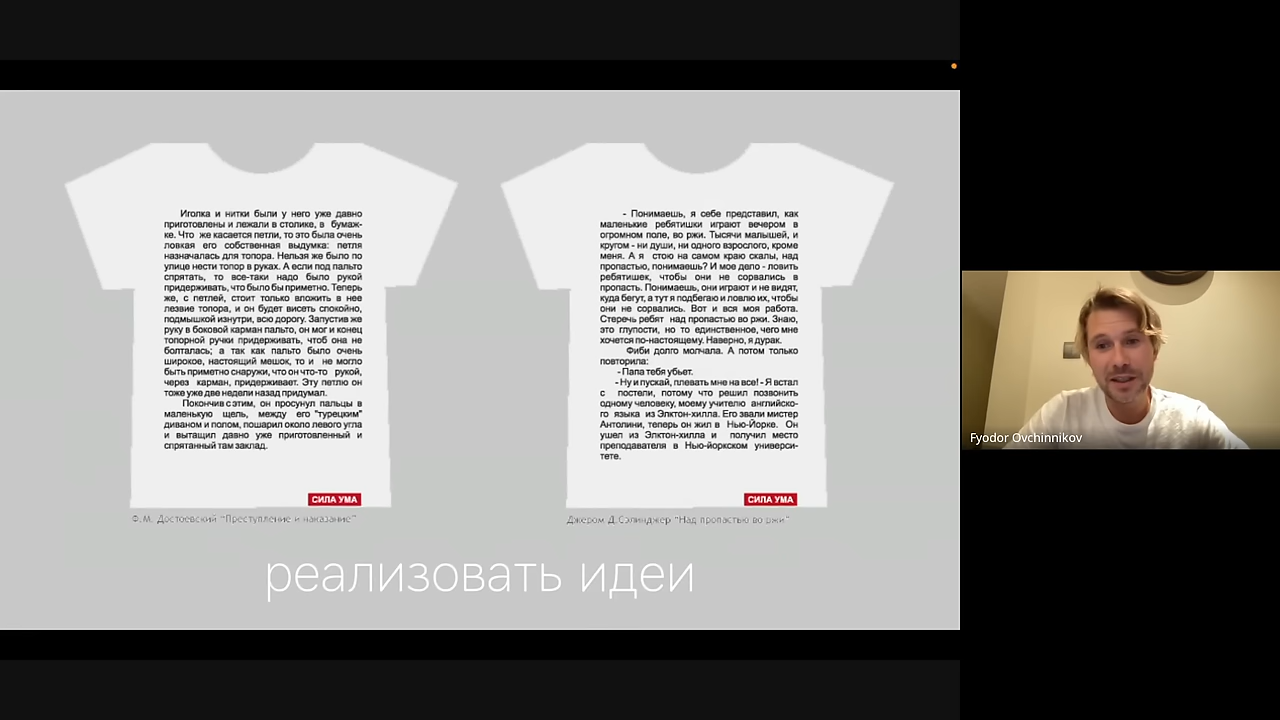 Иголка и нитки были у него уже давно
приготовлены и лежали в столике, в бумаж-
ке. Что же касается петли, то это была очень
ловкая его собственная выдумка: петля
назначалась для топора. Нельзя же было по
улице нести топор в руках. А если под пальто
спрятать, то все-таки надо было рукой
придерживать, что было бы приметно. Теперь
же, с петлей, стоит только вложить в нее
лезвие топора, и он будет висеть спокойно,
подмышкой изнутри, всю дорогу. Запустив же
руку в боковой карман пальто, он мог и конец
топорной ручки придерживать, чтоб она не
болталась; а так как пальто было очень
широкое, настоящий мешок, то и не могло
быть приметно снаружи, что он что-то рукой,
через карман, придерживает. Эту петлю он
тоже уже две недели назад придумал.
Покончив с этим, он просунул пальцы в
маленькую щель, между его "турецким"
диваном и полом, пошарил около левого угла
и вытащил давно уже приготовленный и
спрятанный там заклад.
СИЛА УМА
Ф.М. Достоевский "Преступление и наказание"
- Понимаешь, я себе представил, как
маленькие ребятишки играют вечером в
огромном поле, во ржи. Тысячи малышей, и
кругом - ни души, ни одного взрослого, кроме
меня. А я стою на самом краю скалы, над
пропастью, понимаешь? И мое дело - ловить
ребятишек, чтобы они не сорвались в
пропасть. Понимаешь, они играют и не видят,
куда бегут, а тут я подбегаю и ловлю их, чтобы
они не сорвались. Вот и вся моя работа.
Стеречь ребят над пропастью во ржи. Знаю,
это глупости, но то единственное, чего мне
хочется по-настоящему. Наверно, я дурак.
Фиби долго молчала. А потом только
повторила:
- Папа тебя убьет.
- Ну и пускай, плевать мне на все! - Я встал
с постели, потому что решил позвонить
одному человеку, моему учителю английско-
го языка из Элктон-хилла. Его звали мистер
Антолини, теперь он жил в Нью-Йорке. Он
ушел из Элктон-хилла и получил место
преподавателя в Нью-йоркском универси-
тете.
СИЛА УМА
Джером Д.Сэлинджер "Над пропастью во ржи"
реализовать идеи
Fyodor Ovchinnikov